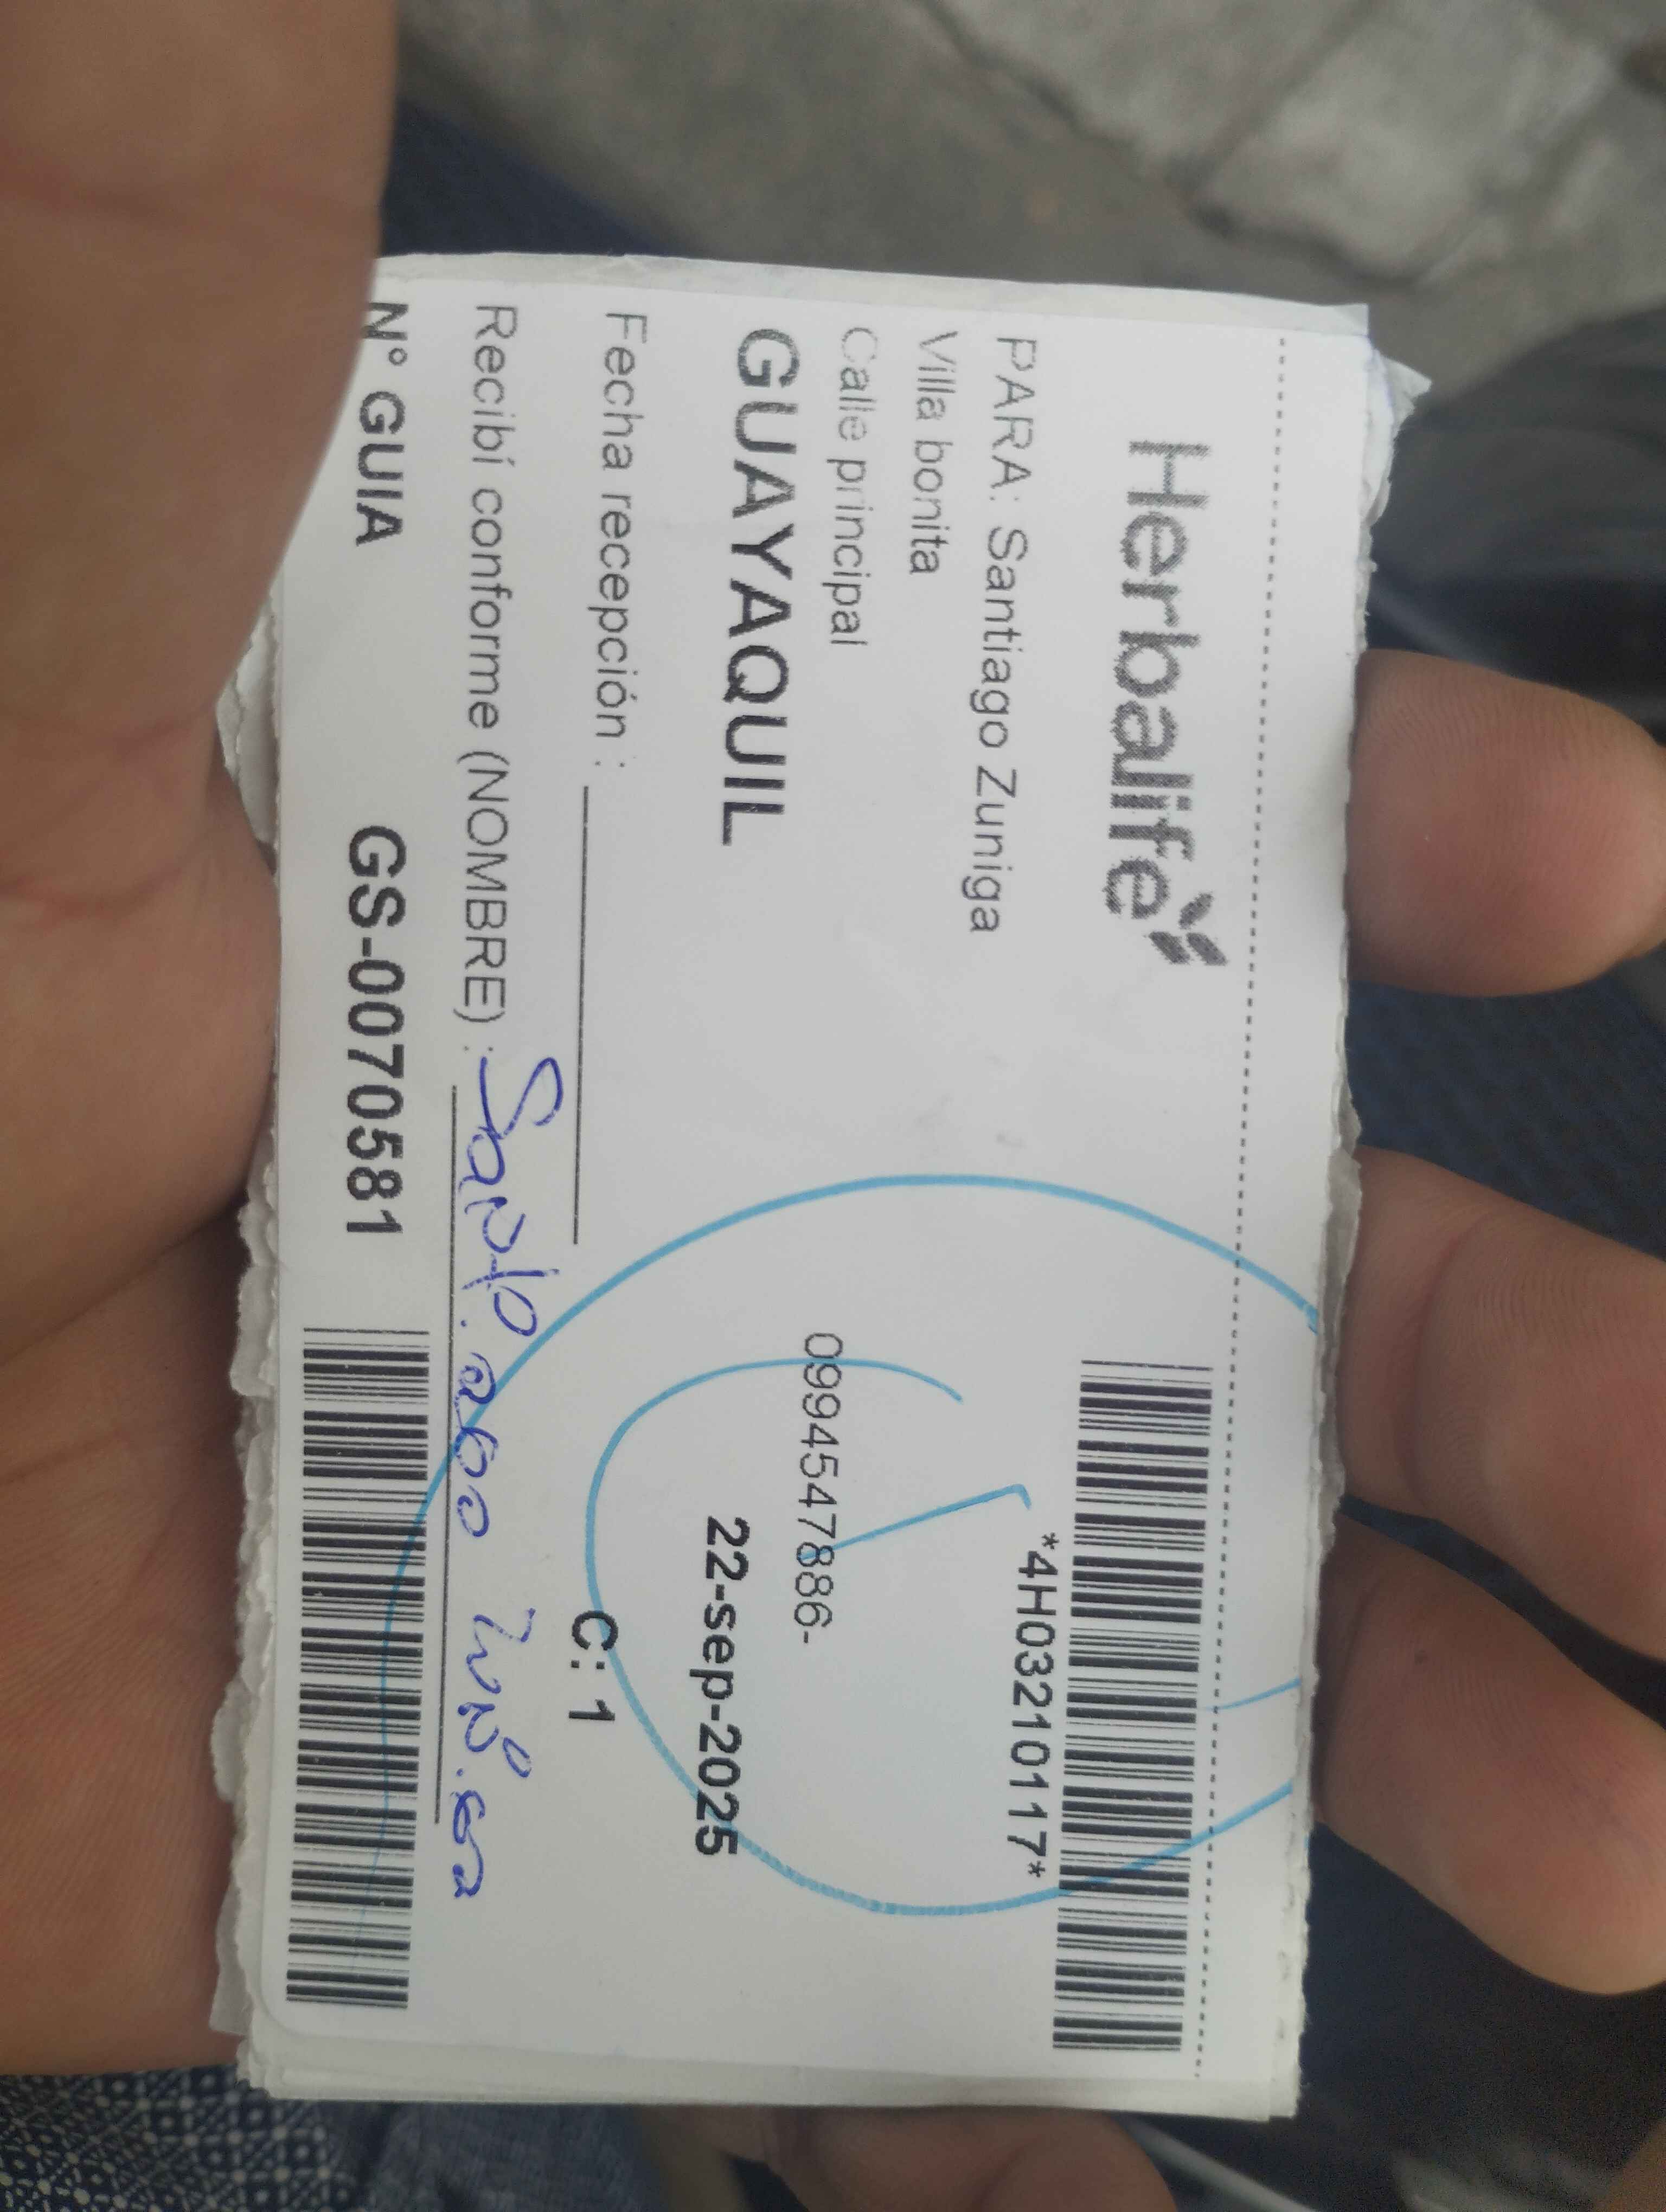 Herbalife
*4H03210117*
PARA: Santiago Zuniga
Villa bonita
Calle principal
0994547886-
GUAYAQUIL
22-sep-2025
Fecha recepción :
C: 1
Recibí conforme (NOMBRE) :
N° GUIA GS-0070581